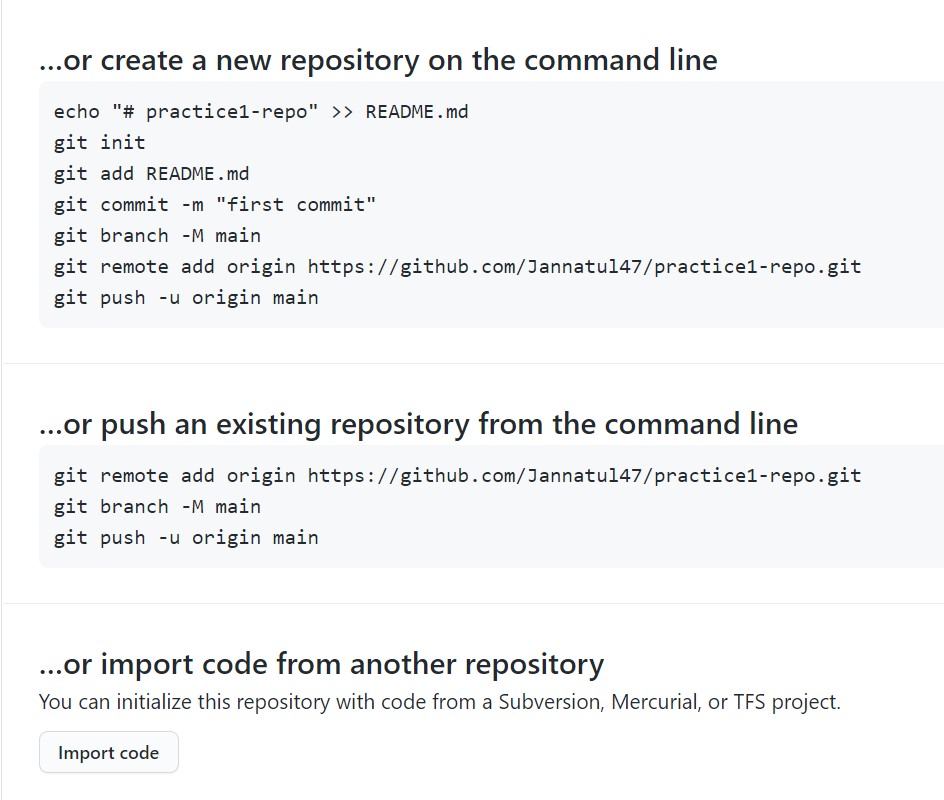 ...or create a new repository on the command line
echo "# practice1-repo" >> README.md
git init
git add README.md
git commit -m "first commit"
git branch -M main
git remote add origin https://github.com/Jannatul47/practice1-repo.git
git push -u origin main
...or push an existing repository from the command line
git remote add origin https://github.com/Jannatul47/practice1-repo.git
git branch -M main
git push -u origin main
...or import code from another repository
You can initialize this repository with code from a Subversion, Mercurial, or TFS project.
Import code